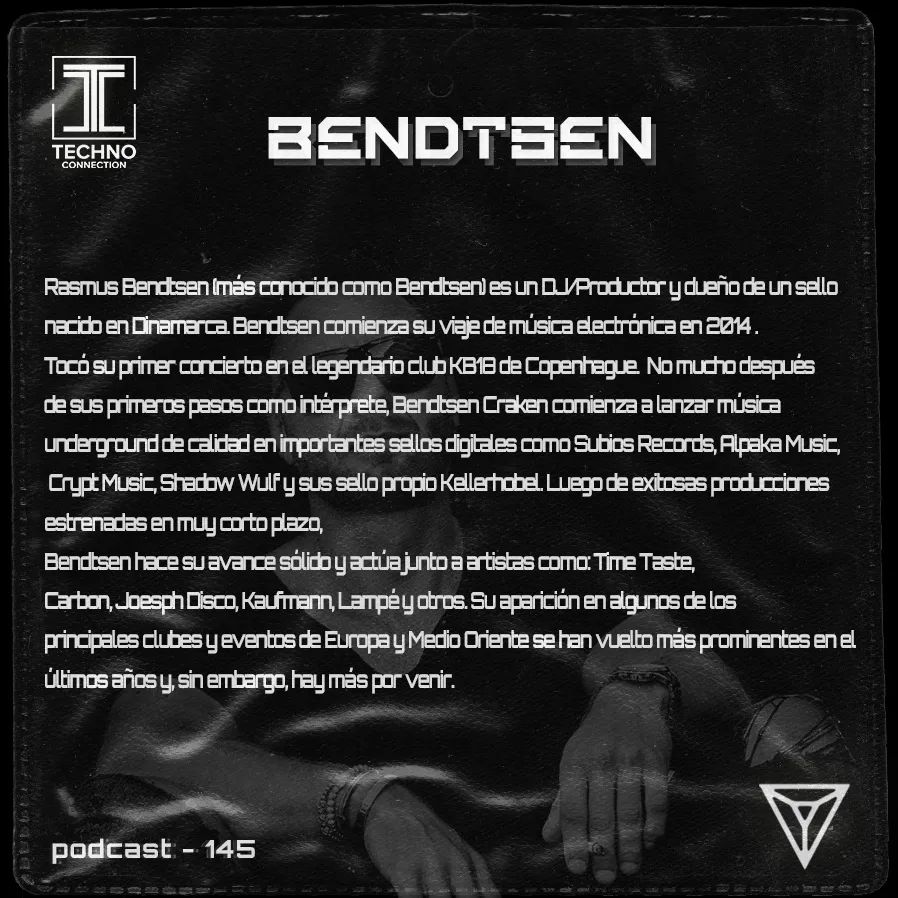 TECHNO
CONNECTION
BENDTSEN
Rasmus Bendtsen (más conocido como Bendtsen) es un DJ/Productor y dueño de un sello
nacido en Dinamarca. Bendtsen comienza su viaje de música electrónica en 2014 .
Tocó su primer concierto en el legendario club KB18 de Copenhague. No mucho después
de sus primeros pasos como intérprete, Bendtsen Craken comienza a lanzar música
underground de calidad en importantes sellos digitales como Subios Records, Alpaka Music,
Crypt Music, Shadow Wulf y sus sello propio Kellerhobel. Luego de exitosas producciones
estrenadas en muy corto plazo,
Bendtsen hace su avance sólido y actúa junto a artistas como: Time Taste,
Carbon, Joesph Disco, Kaufmann, Lampé y otros. Su aparición en algunos de los
principales clubes y eventos de Europa y Medio Oriente se han vuelto más prominentes en el
últimos años y, sin embargo, hay más por venir.
podcast - 145